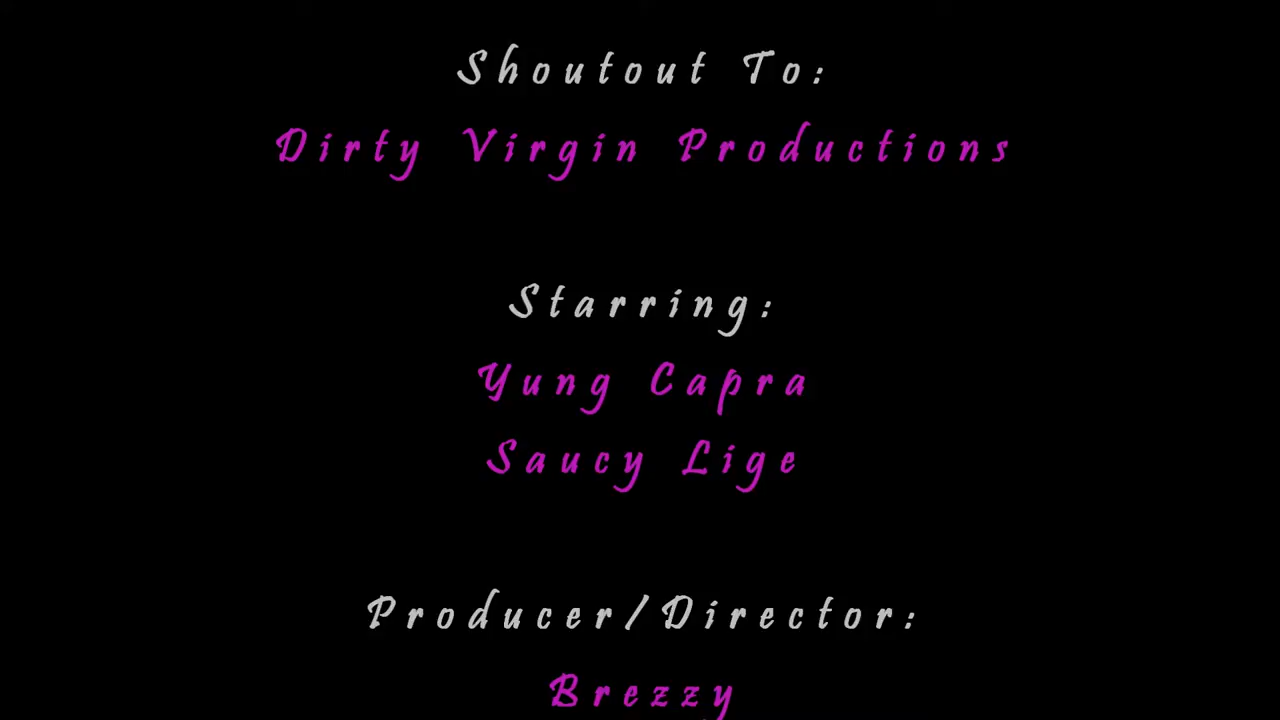 Shoutout To:
Dirty Virgin Productions
Starring:
Yung Capra
Saucy Lige
Producer/Director:
Brezzy